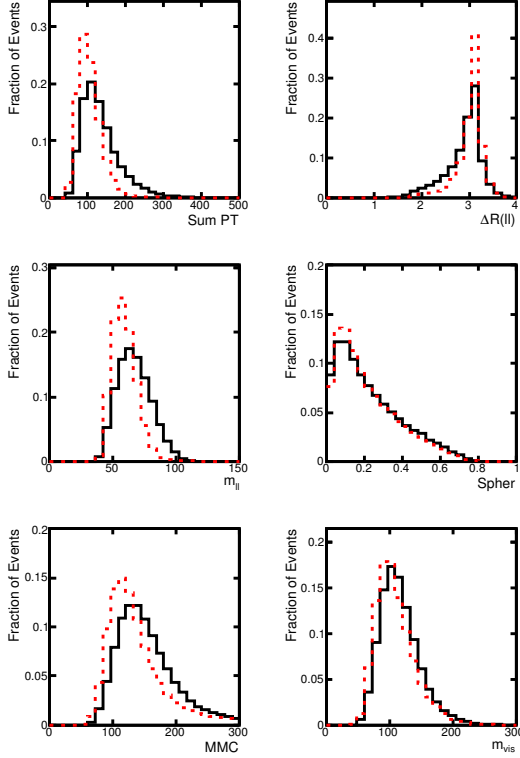 Fraction of Events
0.3
0.2
0.1
0
0 100 200 300 400 500
Sum PT
Fraction of Events
0.4
0.3
0.2
0.1
0
0 1 2 3 4
ΔR(ll)
Fraction of Events
0.3
0.2
0.1
0
0 50 100 150
m_ll
Fraction of Events
0.2
0.15
0.1
0.05
0
0 0.2 0.4 0.6 0.8 1
Spher
Fraction of Events
0.2
0.15
0.1
0.05
0
0 100 200 300
MMC
Fraction of Events
0.2
0.15
0.1
0.05
0
0 100 200 300
m_vis